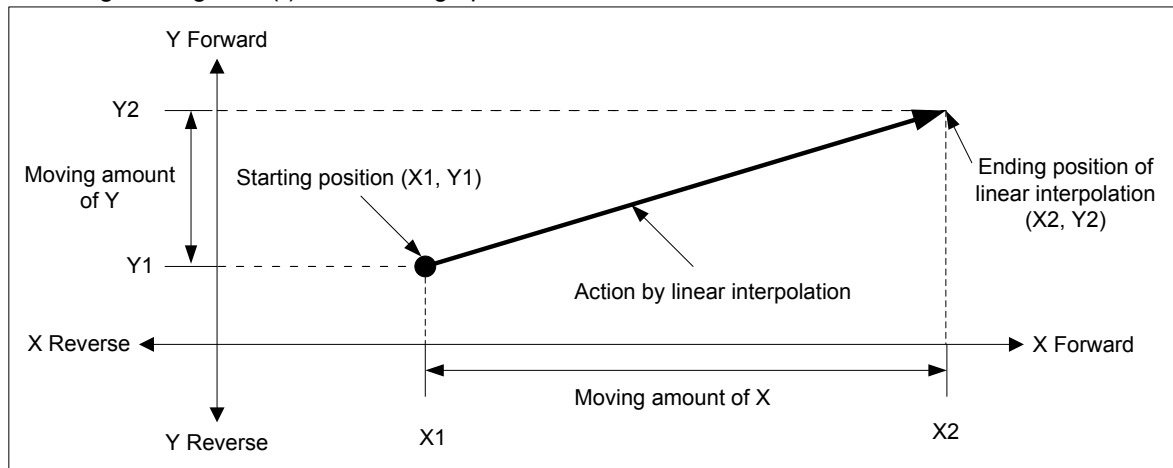 Y Forward
Y2
Moving amount
of Y
Starting position (X1, Y1)
Ending position of
linear interpolation
(X2, Y2)
Y1
Action by linear interpolation
X Reverse
X Forward
Moving amount of X
Y Reverse
X1
X2